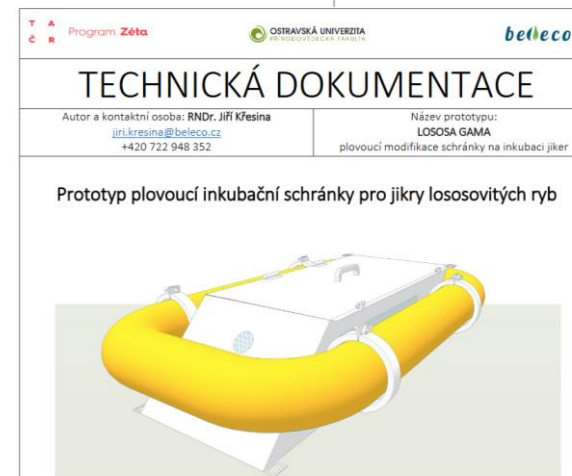 T A
Č R
Program Zéta
OSTRAVSKÁ UNIVERZITA
PŘÍRODOVĚDECKÁ FAKULTA
beleco
TECHNICKÁ DOKUMENTACE
Autor a kontaktní osoba: RNDr. Jiří Křesina
jiri.kresina@beleco.cz
+420 722 948 352
Název prototypu:
LOSOSA GAMA
plovoucí modifikace schránky na inkubaci jiker
Prototyp plovoucí inkubační schránky pro jikry lososovitých ryb